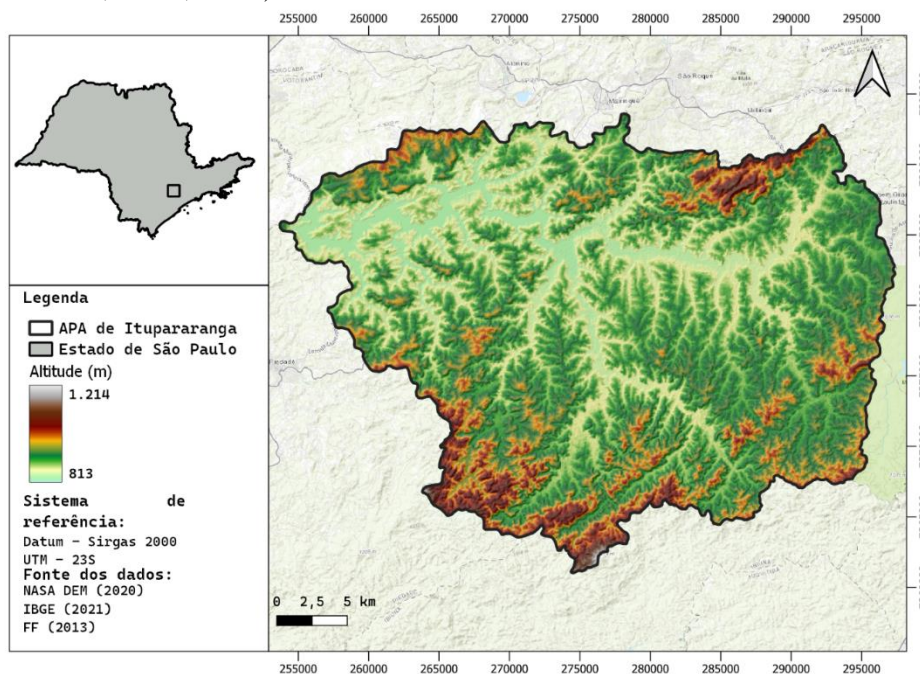 255000 260000 265000 270000 275000 280000 285000 290000 295000
São Roque
Legenda
APA de Itupararanga
Estado de São Paulo
Altitude (m)
1.214
813
Sistema de
referência:
Datum - Sirgas 2000
UTM - 23S
Fonte dos dados:
NASA DEM (2020)
IBGE (2021)
FF (2013)
0 2,5 5 km
255000 260000 265000 270000 275000 280000 285000 290000 295000